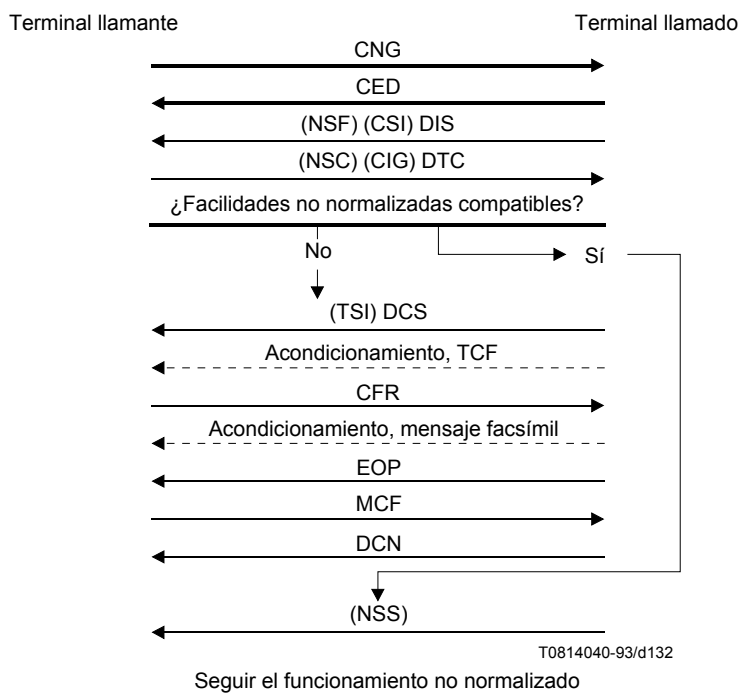 Terminal llamante
Terminal llamado
CNG
CED
(NSF) (CSI) DIS
(NSC) (CIG) DTC
¿Facilidades no normalizadas compatibles?
No
Sí
(TSI) DCS
Acondicionamiento, TCF
CFR
Acondicionamiento, mensaje facsímil
EOP
MCF
DCN
(NSS)
T0814040-93/d132
Seguir el funcionamiento no normalizado